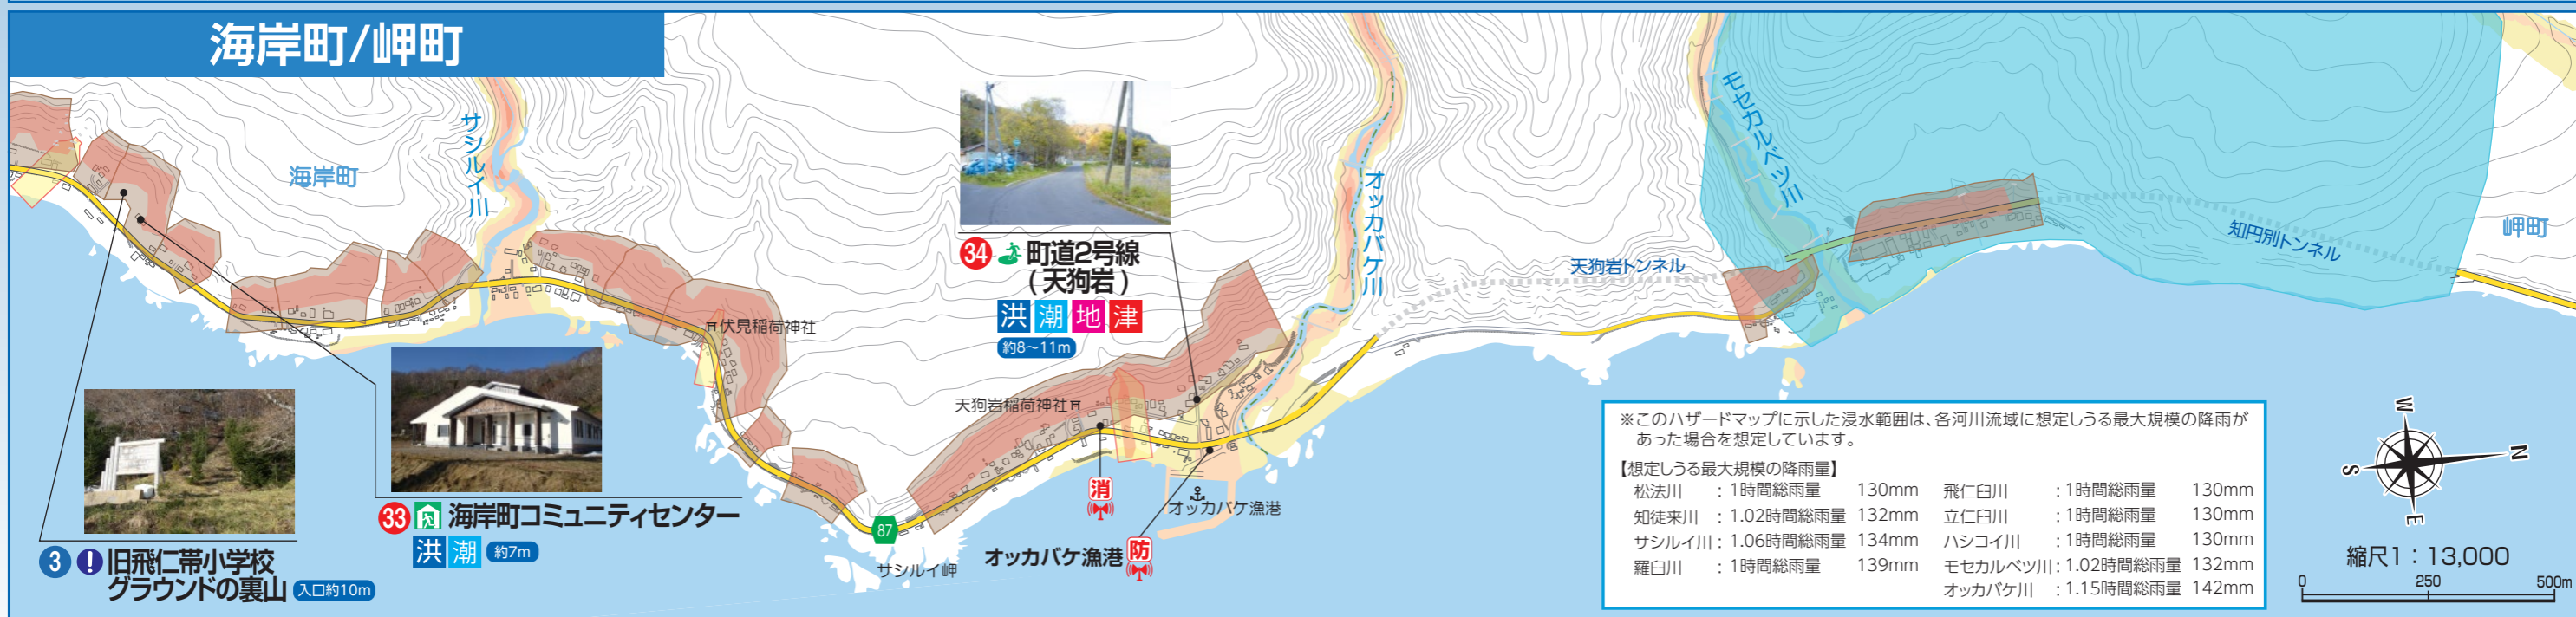 海岸町/岬町
海岸町
サシルイ川
34 町道2号線
(天狗岩)
洪 潮 地 津
約8～11m
オッカバケ川
モセカルベツ川
天狗岩トンネル
知円別トンネル
岬町
伏見稲荷神社
天狗岩稲荷神社
3 ! 旧飛仁帯小学校
グラウンドの裏山 入口約10m
33 海岸町コミュニティセンター
洪 潮 約7m
87
サシルイ岬
消
オッカバケ漁港
オッカバケ漁港 防
※このハザードマップに示した浸水範囲は、各河川流域に想定しうる最大規模の降雨が
あった場合を想定しています。
【想定しうる最大規模の降雨量】
松法川 : 1時間総雨量 130mm 飛仁臼川 : 1時間総雨量 130mm
知徒来川 : 1.02時間総雨量 132mm 立仁臼川 : 1時間総雨量 130mm
サシルイ川 : 1.06時間総雨量 134mm ハシコイ川 : 1時間総雨量 130mm
羅臼川 : 1時間総雨量 139mm モセカルベツ川 : 1.02時間総雨量 132mm
オッカバケ川 : 1.15時間総雨量 142mm
W
N
S
E
縮尺1：13,000
0 250 500m